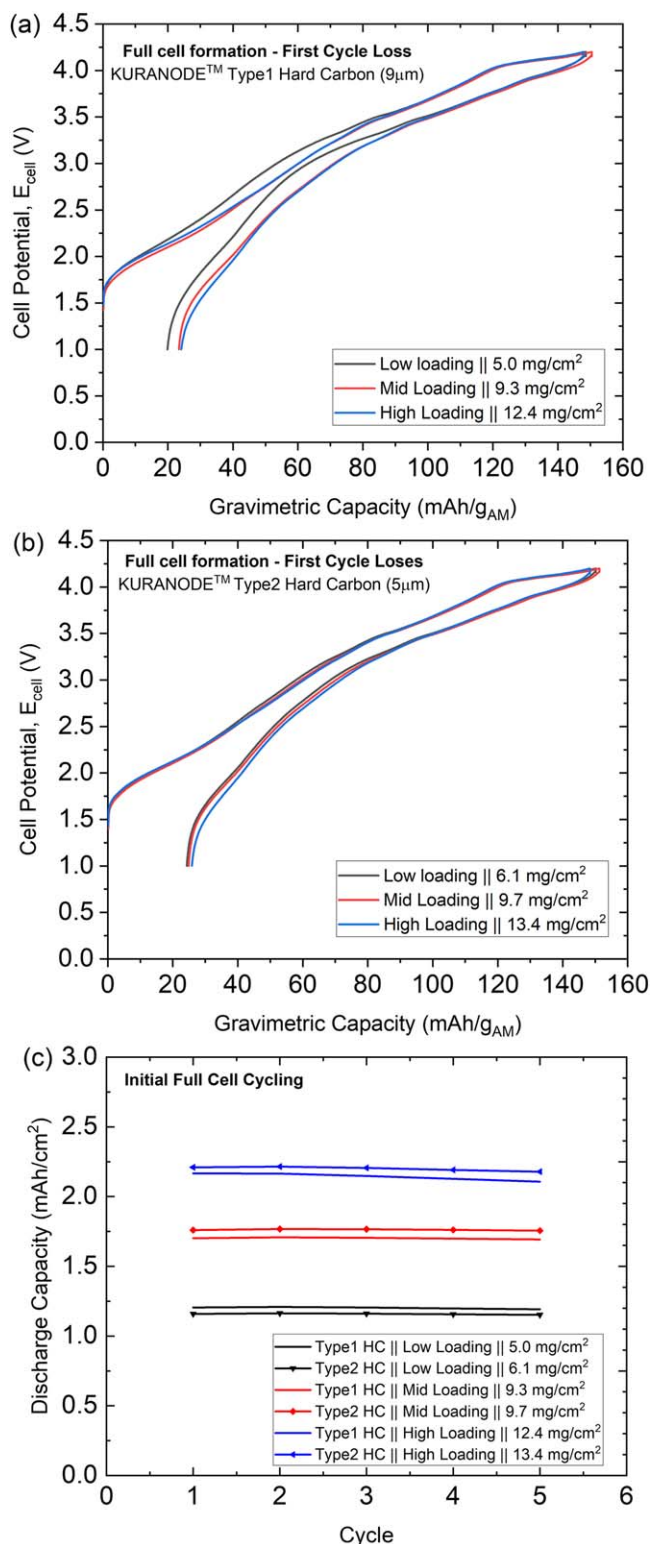 (a)
Full cell formation - First Cycle Loss
KURANODE™ Type1 Hard Carbon (9μm)
4.5
4.0
3.5
3.0
2.5
2.0
1.5
1.0
0.5
0.0
Cell Potential, E_cell (V)
Low loading || 5.0 mg/cm²
Mid Loading || 9.3 mg/cm²
High Loading || 12.4 mg/cm²
0 20 40 60 80 100 120 140 160
Gravimetric Capacity (mAh/g_AM)
(b)
Full cell formation - First Cycle Loses
KURANODE™ Type2 Hard Carbon (5μm)
4.5
4.0
3.5
3.0
2.5
2.0
1.5
1.0
0.5
0.0
Cell Potential, E_cell (V)
Low loading || 6.1 mg/cm²
Mid Loading || 9.7 mg/cm²
High Loading || 13.4 mg/cm²
0 20 40 60 80 100 120 140 160
Gravimetric Capacity (mAh/g_AM)
(c)
Initial Full Cell Cycling
3.0
2.5
2.0
1.5
1.0
0.5
0.0
Discharge Capacity (mAh/cm²)
Type1 HC || Low Loading || 5.0 mg/cm²
Type2 HC || Low Loading || 6.1 mg/cm²
Type1 HC || Mid Loading || 9.3 mg/cm²
Type2 HC || Mid Loading || 9.7 mg/cm²
Type1 HC || High Loading || 12.4 mg/cm²
Type2 HC || High Loading || 13.4 mg/cm²
0 1 2 3 4 5 6
Cycle